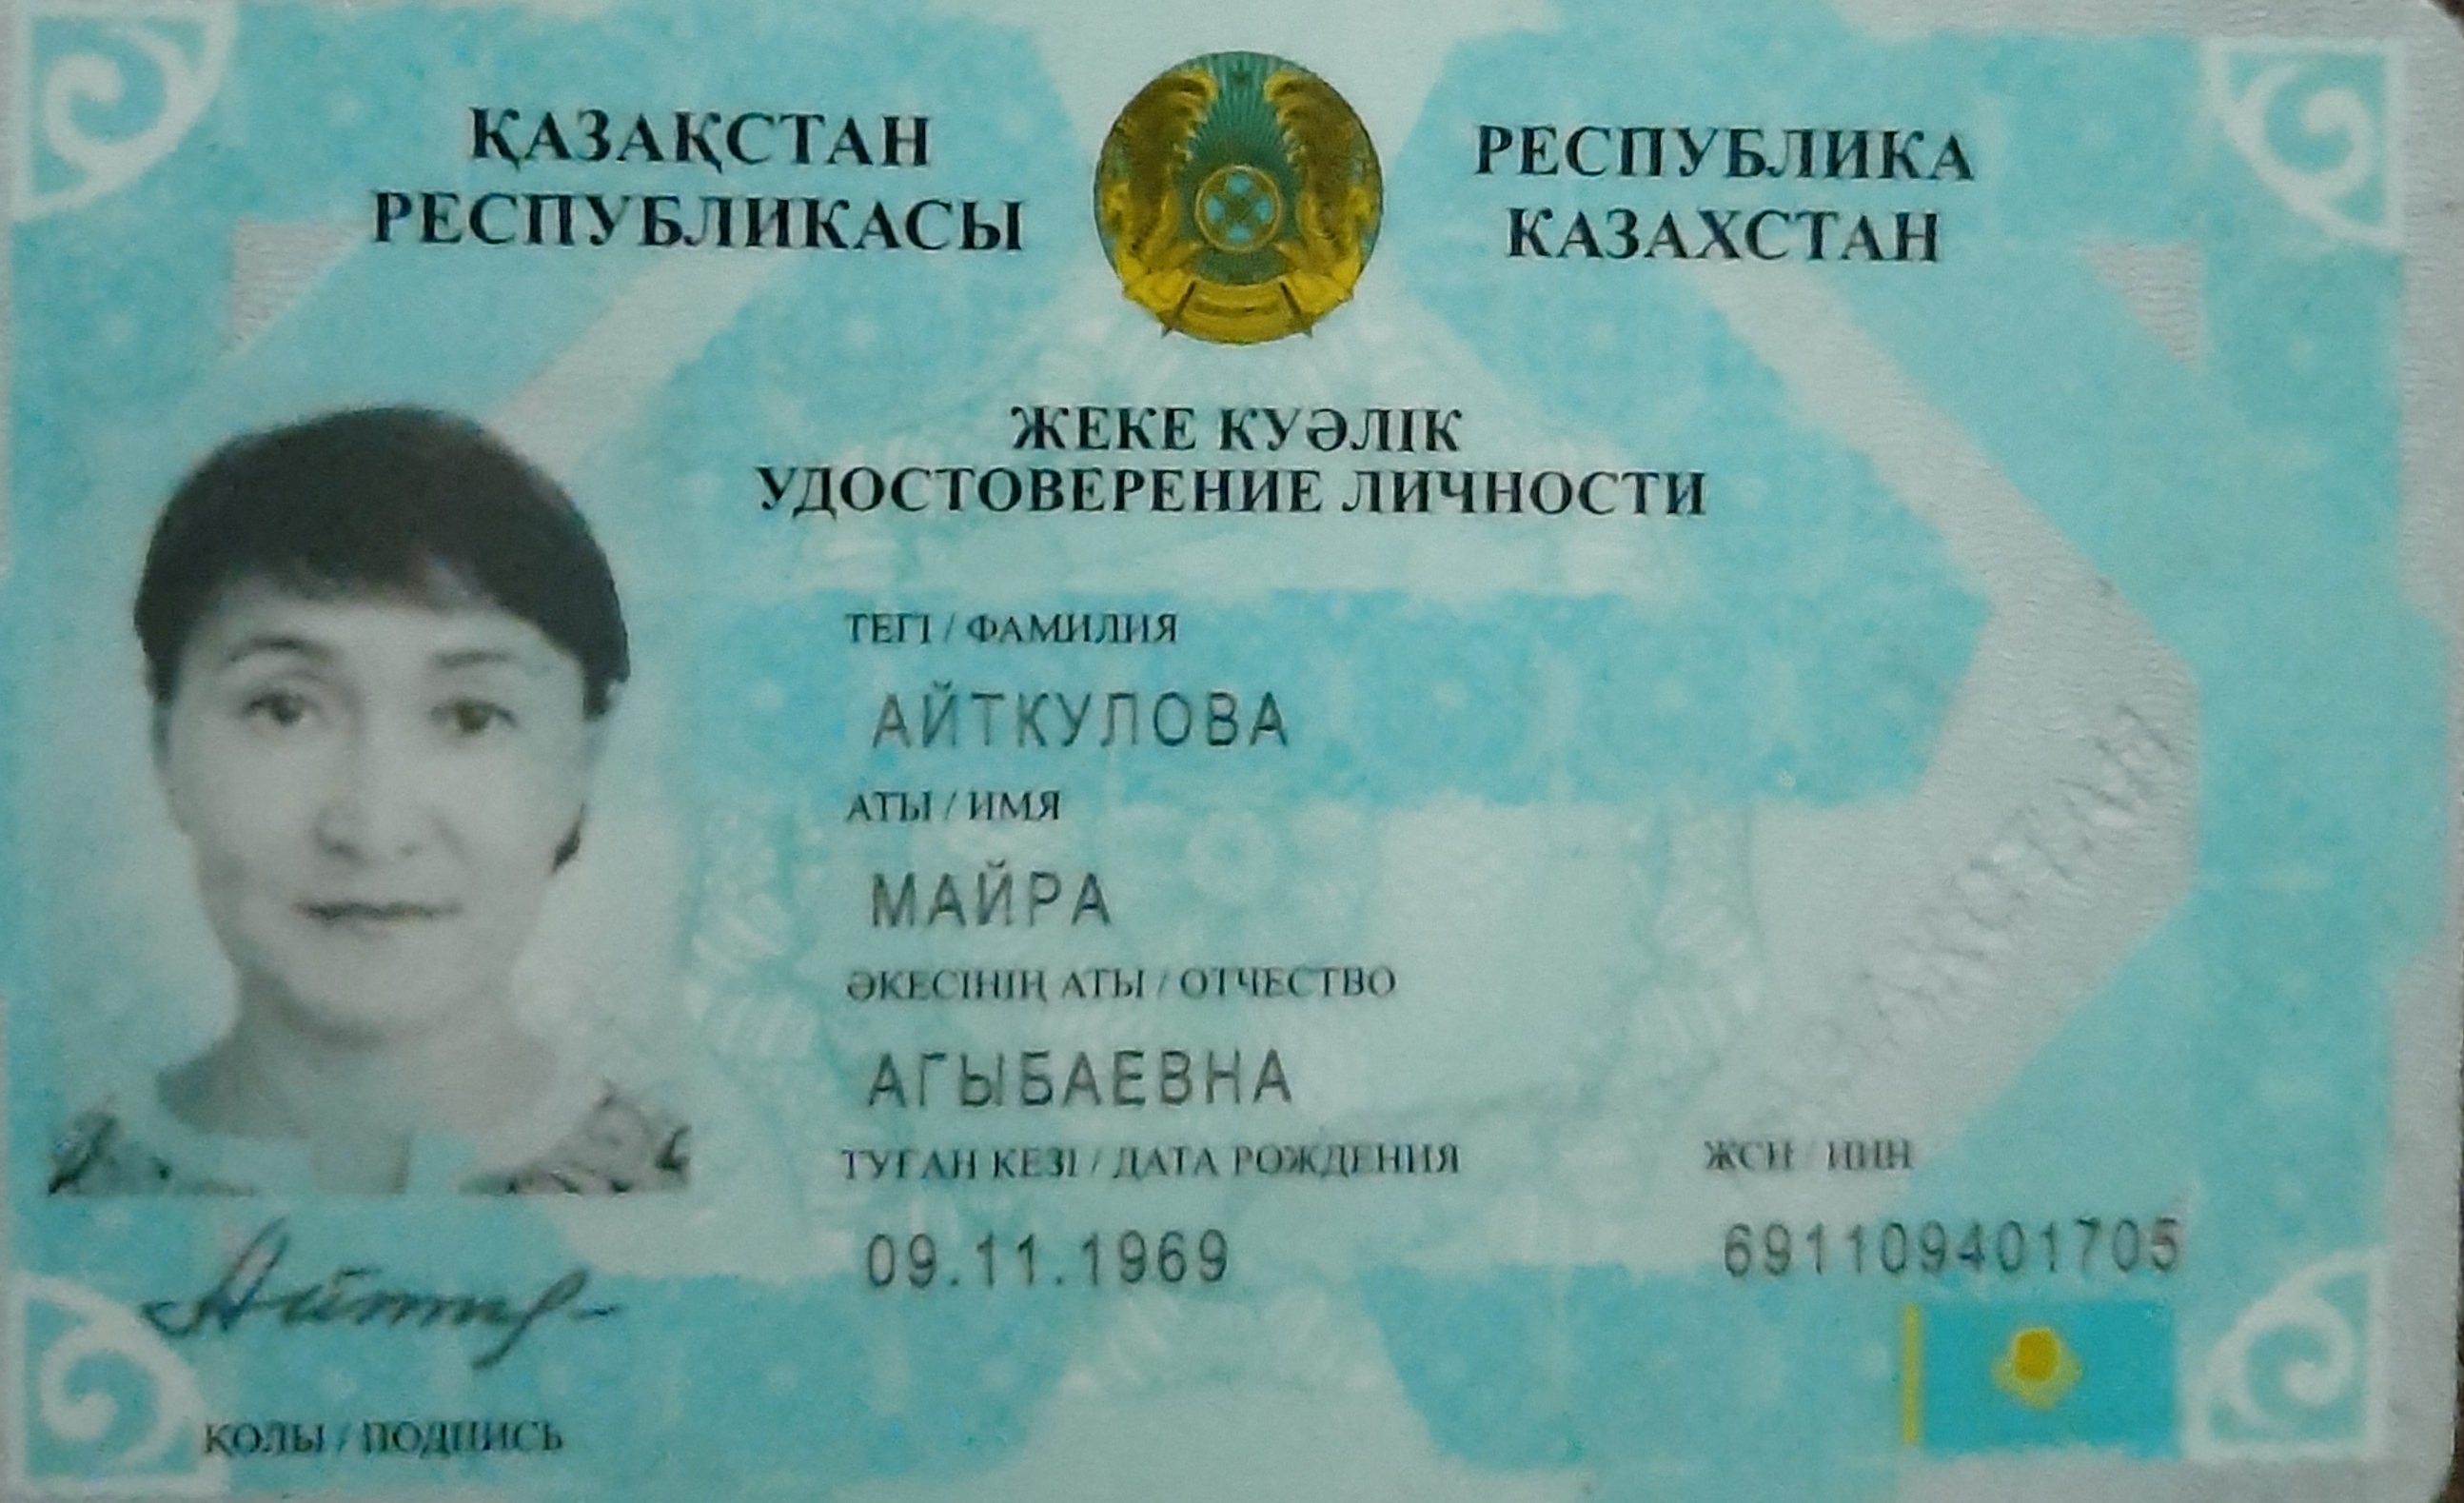 ҚАЗАҚСТАН
РЕСПУБЛИКАСЫ
РЕСПУБЛИКА
КАЗАХСТАН
ЖЕКЕ КУӘЛІК
УДОСТОВЕРЕНИЕ ЛИЧНОСТИ
ТЕГІ / ФАМИЛИЯ
АЙТКУЛОВА
АТЫ / ИМЯ
МАЙРА
ӘКЕСІНІҢ АТЫ / ОТЧЕСТВО
АГЫБАЕВНА
ТУҒАН КЕЗІ / ДАТА РОЖДЕНИЯ
09.11.1969
ЖСН / ИИН
691109401705
ҚОЛЫ / ПОДПИСЬ